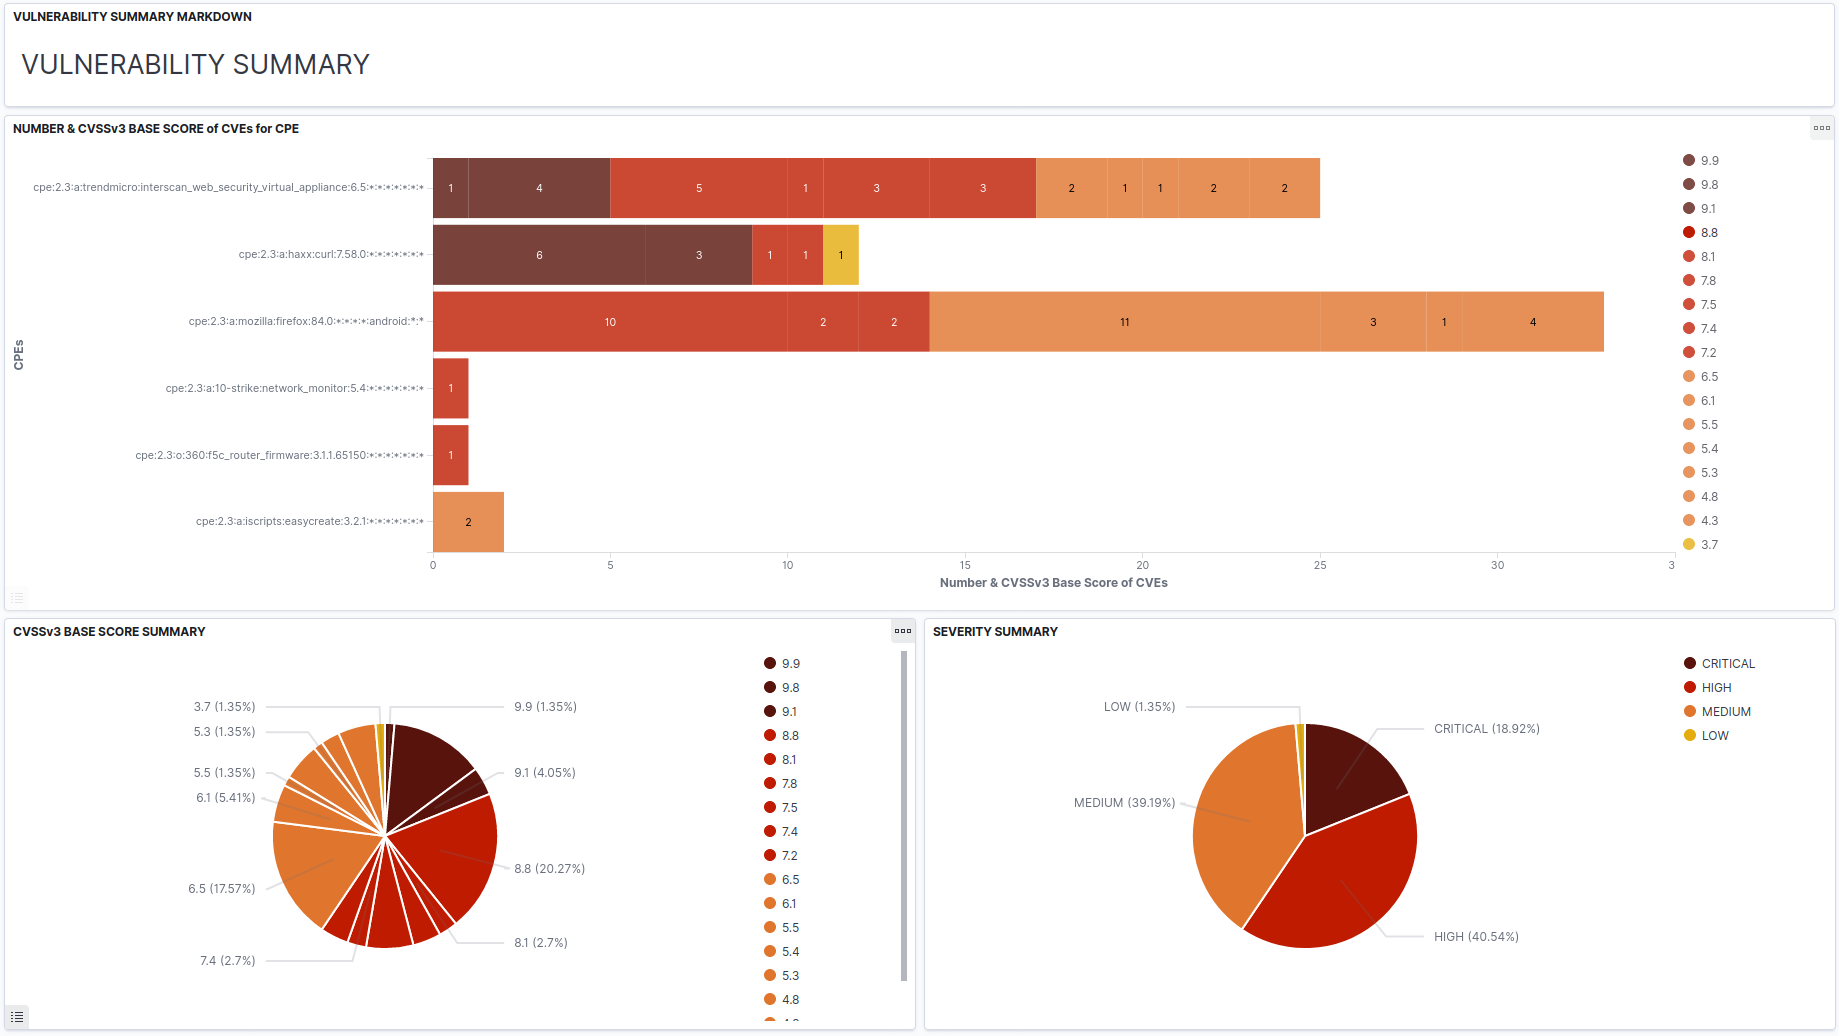 VULNERABILITY SUMMARY MARKDOWN
VULNERABILITY SUMMARY
NUMBER & CVSSv3 BASE SCORE of CVEs for CPE
CPEs
cpe:2.3:a:trendmicro:interscan_web_security_virtual_appliance:6.5:*:*:*:*:*:*:* 1 4 5 1 3 3 2 1 1 2 2
cpe:2.3:a:haxx:curl:7.58.0:*:*:*:*:*:*:* 6 3 1 1 1
cpe:2.3:a:mozilla:firefox:84.0:*:*:*:*:android:*:* 10 2 2 11 3 1 4
cpe:2.3:a:10-strike:network_monitor:5.4:*:*:*:*:*:*:* 1
cpe:2.3:o:360:f5c_router_firmware:3.1.1.65150:*:*:*:*:*:*:* 1
cpe:2.3:a:iscripts:easycreate:3.2.1:*:*:*:*:*:*:* 2
0 5 10 15 20 25 30 3
Number & CVSSv3 Base Score of CVEs
9.9
9.8
9.1
8.8
8.1
7.8
7.5
7.4
7.2
6.5
6.1
5.5
5.4
5.3
4.8
4.3
3.7
CVSSv3 BASE SCORE SUMMARY
3.7 (1.35%)
5.3 (1.35%)
5.5 (1.35%)
6.1 (5.41%)
6.5 (17.57%)
7.4 (2.7%)
9.9 (1.35%)
9.1 (4.05%)
8.8 (20.27%)
8.1 (2.7%)
9.9
9.8
9.1
8.8
8.1
7.8
7.5
7.4
7.2
6.5
6.1
5.5
5.4
5.3
4.8
SEVERITY SUMMARY
LOW (1.35%)
CRITICAL (18.92%)
MEDIUM (39.19%)
HIGH (40.54%)
CRITICAL
HIGH
MEDIUM
LOW